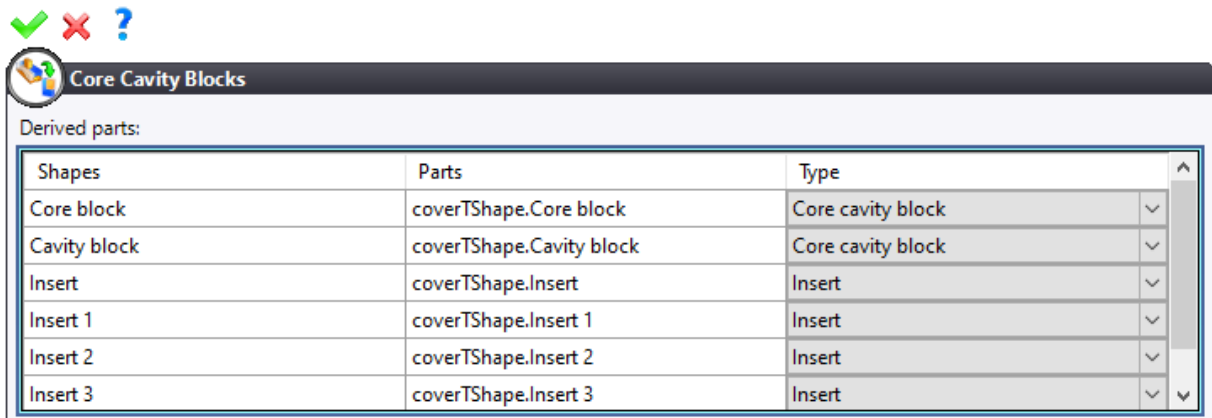 Core Cavity Blocks
Derived parts:
Shapes Parts Type
Core block coverTShape.Core block Core cavity block
Cavity block coverTShape.Cavity block Core cavity block
Insert coverTShape.Insert Insert
Insert 1 coverTShape.Insert 1 Insert
Insert 2 coverTShape.Insert 2 Insert
Insert 3 coverTShape.Insert 3 Insert